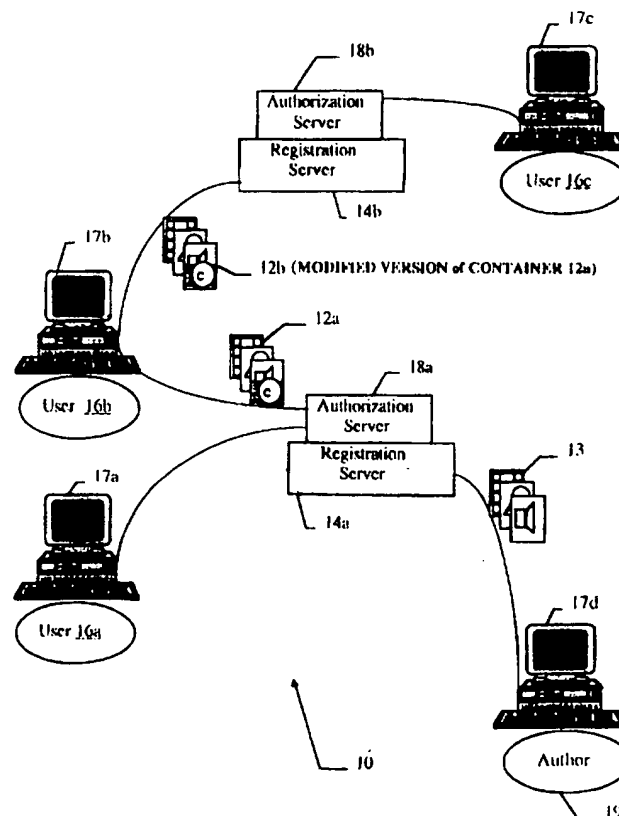 17c
18b
Authorization
Server
Registration
Server
User 16c
14b
17b
12b (MODIFIED VERSION of CONTAINER 12a)
c
12a
c
18a
User 16b
Authorization
Server
Registration
Server
13
17a
14a
17d
User 16a
10
Author
19